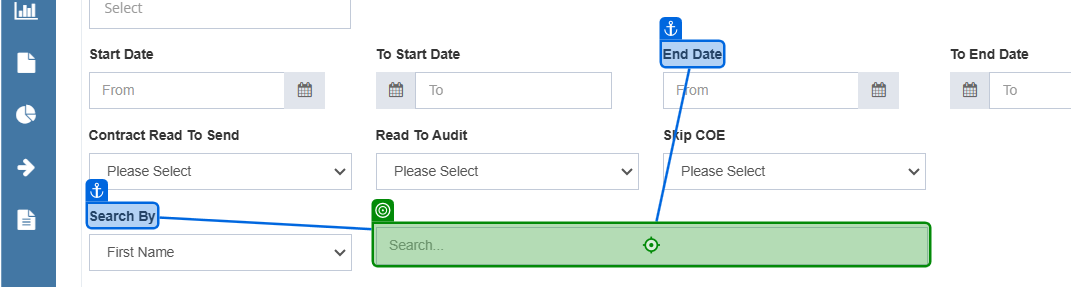 Select
Start Date To Start Date End Date To End Date
From To From To
Contract Read To Send Read To Audit Skip COE
Please Select Please Select Please Select
Search By
First Name Search...